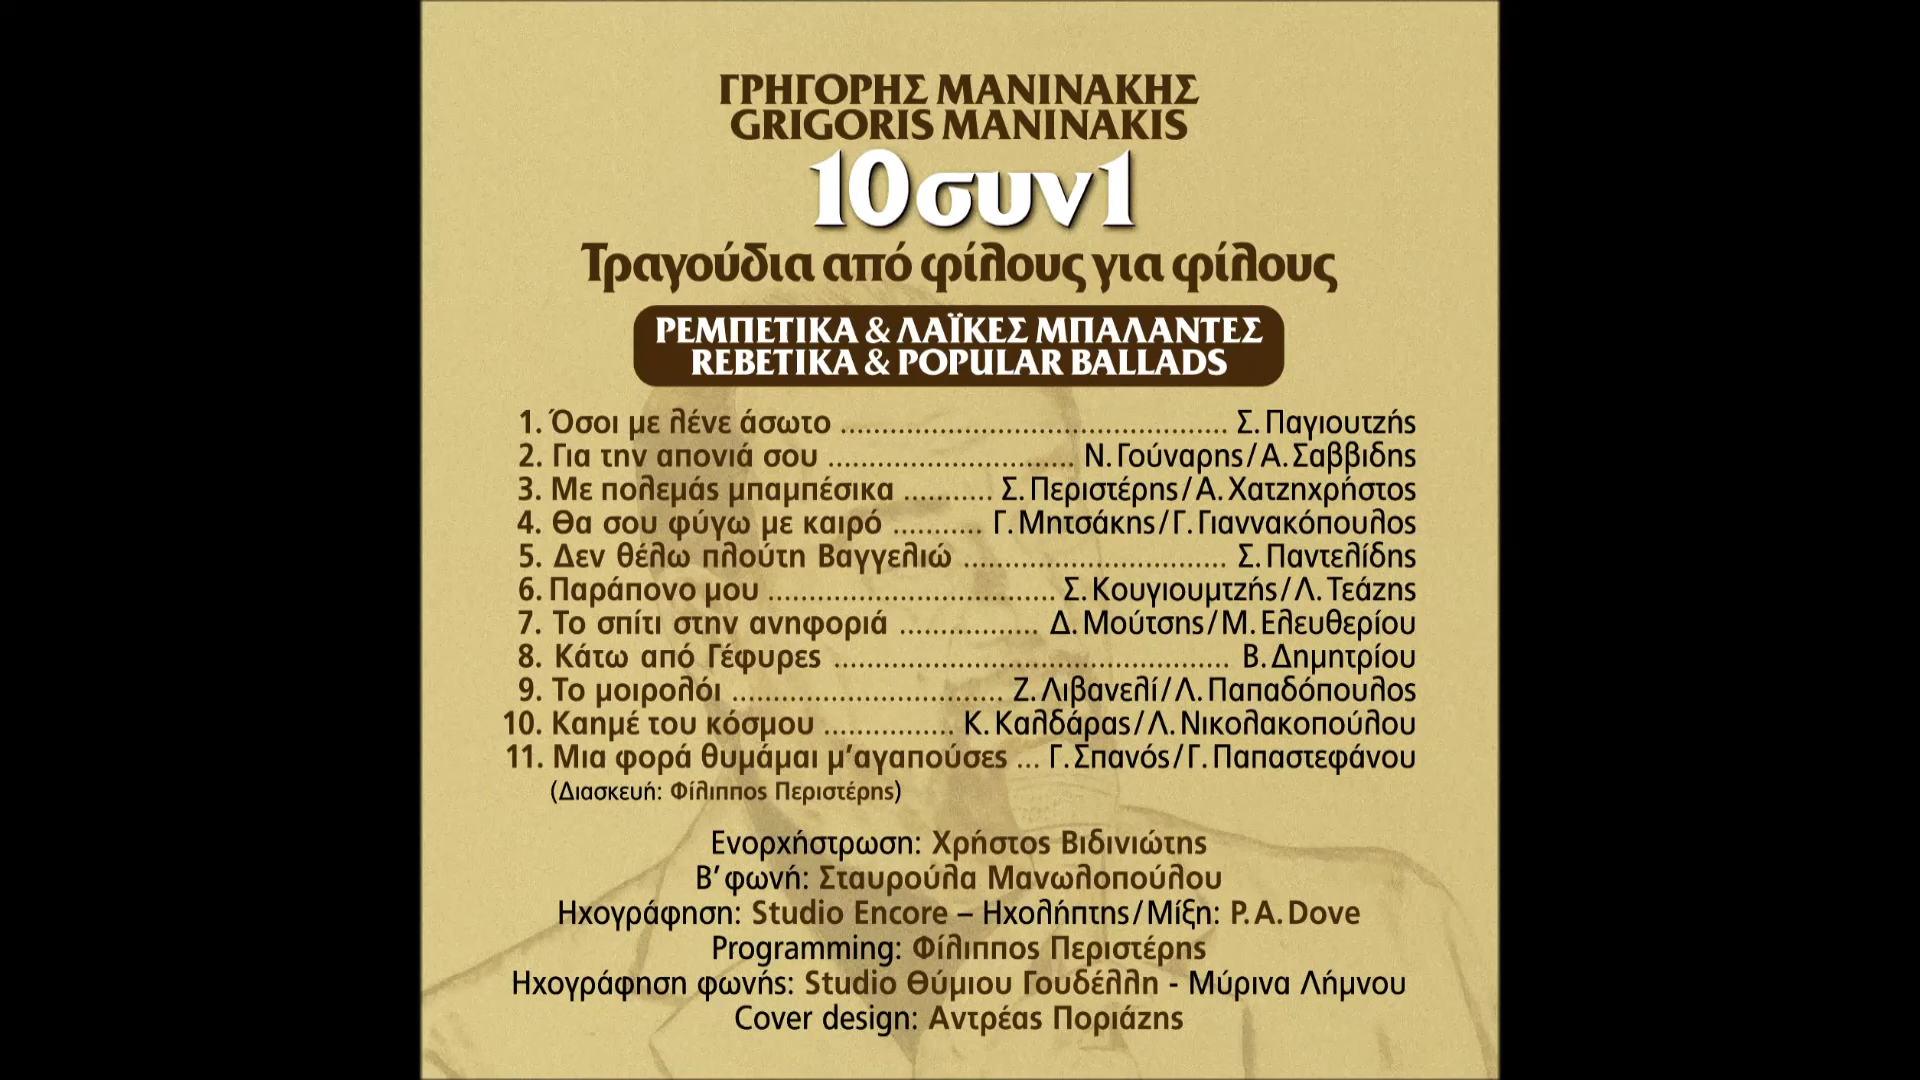 ΓΡΗΓΟΡΗΣ ΜΑΝΙΝΑΚΗΣ
GRIGORIS MANINAKIS
10συν1
Τραγούδια από φίλους για φίλους
ΡΕΜΠΕΤΙΚΑ & ΛΑΪΚΕΣ ΜΠΑΛΑΝΤΕΣ
REBETIKA & POPULAR BALLADS
1. Όσοι με λένε άσωτο ............................................... Σ. Παγιουτζής
2. Για την απονιά σου .............................. Ν. Γούναρης / Α. Σαββιδης
3. Με πολεμάς μπαμπέσικα ........... Σ. Περιστέρης / Α. Χατζηχρήστος
4. Θα σου φύγω με καιρό ........... Γ. Μητσάκης / Γ. Γιαννακόπουλος
5. Δεν θέλω πλούτη Βαγγελιώ ................................ Σ. Παντελίδης
6. Παράπονο μου ................................... Σ. Κουγιουμτζής / Λ. Τεάζης
7. Το σπίτι στην ανηφοριά ................. Δ. Μούτσης / Μ. Ελευθερίου
8. Κάτω από Γέφυρες ................................................ Β. Δημητρίου
9. Το μοιρολόι ................................. Ζ. Λιβανελί / Λ. Παπαδόπουλος
10. Καημέ του κόσμου ................ Κ. Καλδάρας / Λ. Νικολακοπούλου
11. Μια φορά θυμάμαι μ’αγαπούσες ... Γ. Σπανός / Γ. Παπαστεφάνου
(Διασκευή: Φίλιππος Περιστέρης)
Ενορχήστρωση: Χρήστος Βιδινιώτης
Β’ φωνή: Σταυρούλα Μανωλοπούλου
Ηχογράφηση: Studio Encore – Ηχολήπτης / Μίξη: P. A. Dove
Programming: Φίλιππος Περιστέρης
Ηχογράφηση φωνής: Studio Θύμιου Γουδέλλη - Μύρινα Λήμνου
Cover design: Αντρέας Ποριάζης